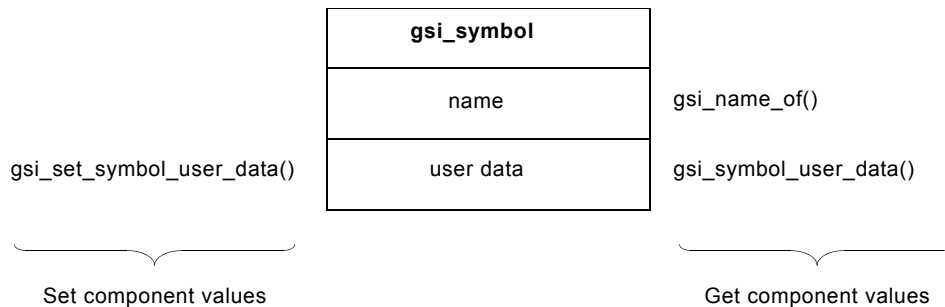 gsi_symbol
name
gsi_name_of()
gsi_set_symbol_user_data()
user data
gsi_symbol_user_data()
Set component values
Get component values